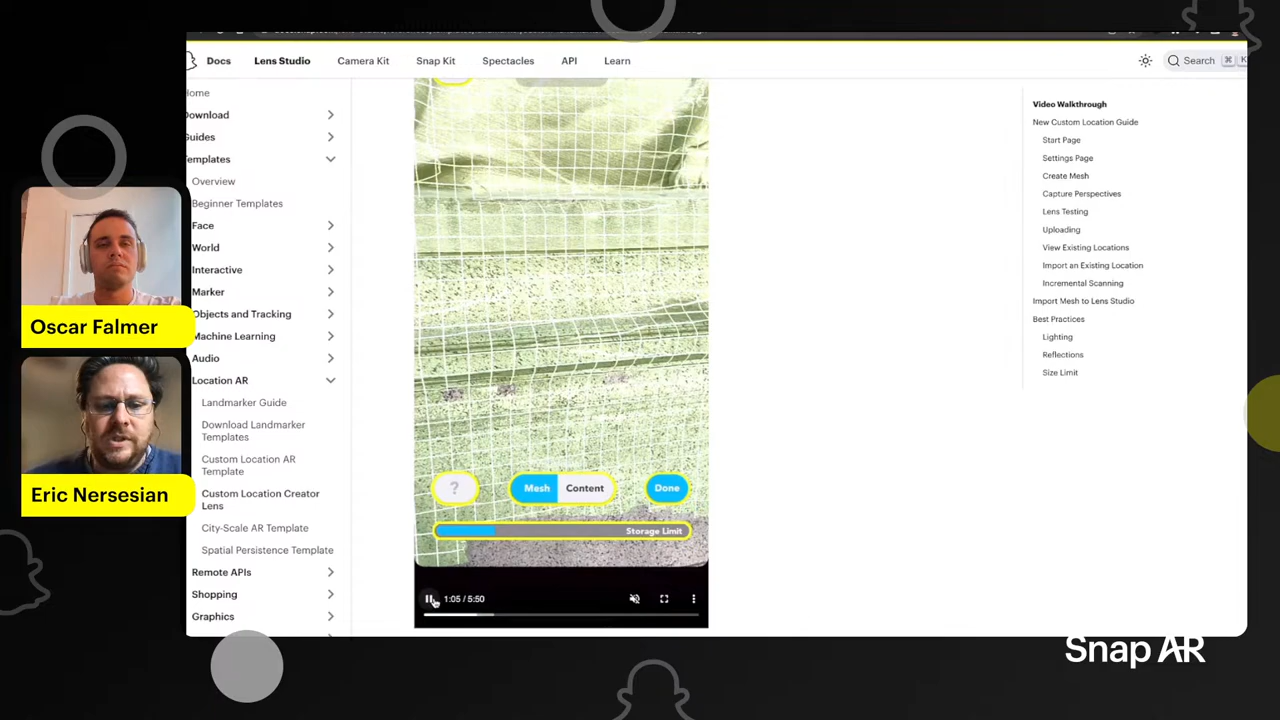 Docs
Lens Studio
Camera Kit
Snap Kit
Spectacles
API
Learn
Search
Home
Download
Guides
Templates
Overview
Beginner Templates
Face
World
Interactive
Marker
Objects and Tracking
Machine Learning
Audio
Location AR
Landmarker Guide
Download Landmarker
Templates
Custom Location AR
Template
Custom Location Creator
Lens
City-Scale AR Template
Spatial Persistence Template
Remote APIs
Shopping
Graphics
?
Mesh
Content
Done
Storage Limit
1:05 / 5:50
Video Walkthrough
New Custom Location Guide
Start Page
Settings Page
Create Mesh
Capture Perspectives
Lens Testing
Uploading
View Existing Locations
Import an Existing Location
Incremental Scanning
Import Mesh to Lens Studio
Best Practices
Lighting
Reflections
Size Limit
Oscar Falmer
Eric Nersesian
Snap AR